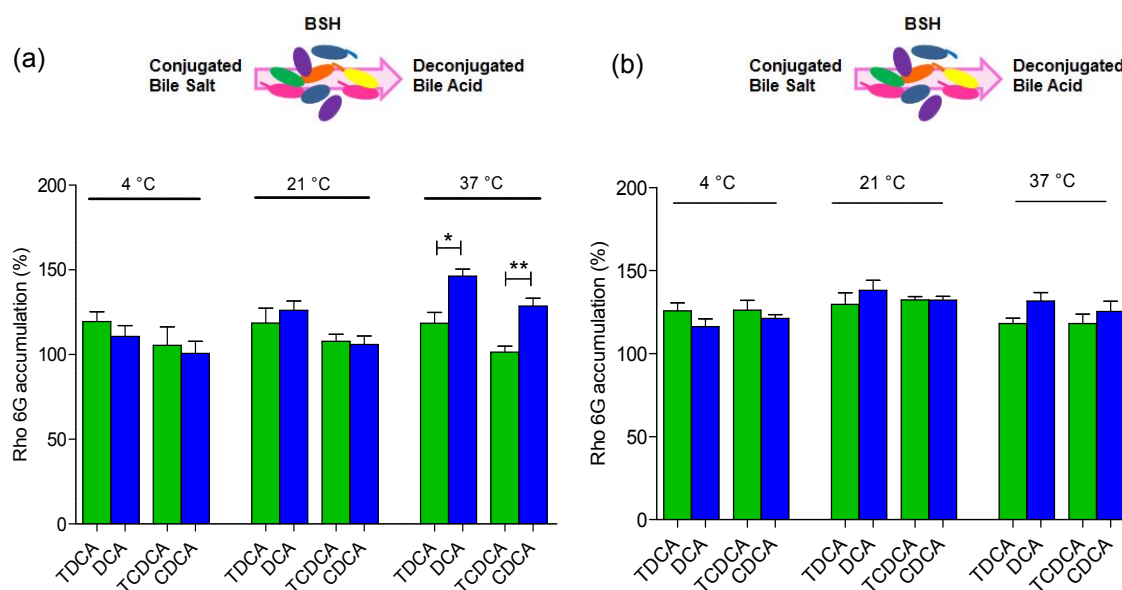 (a)
BSH
Conjugated
Bile Salt
Deconjugated
Bile Acid
4 °C
21 °C
37 °C
*
**
Rho 6G accumulation (%)
200
150
100
50
0
TDCA
DCA
TCDCA
CDCA
TDCA
DCA
TCDCA
CDCA
TDCA
DCA
TCDCA
CDCA
(b)
BSH
Conjugated
Bile Salt
Deconjugated
Bile Acid
4 °C
21 °C
37 °C
Rho 6G accumulation (%)
200
150
100
50
0
TDCA
DCA
TCDCA
CDCA
TDCA
DCA
TCDCA
CDCA
TDCA
DCA
TCDCA
CDCA